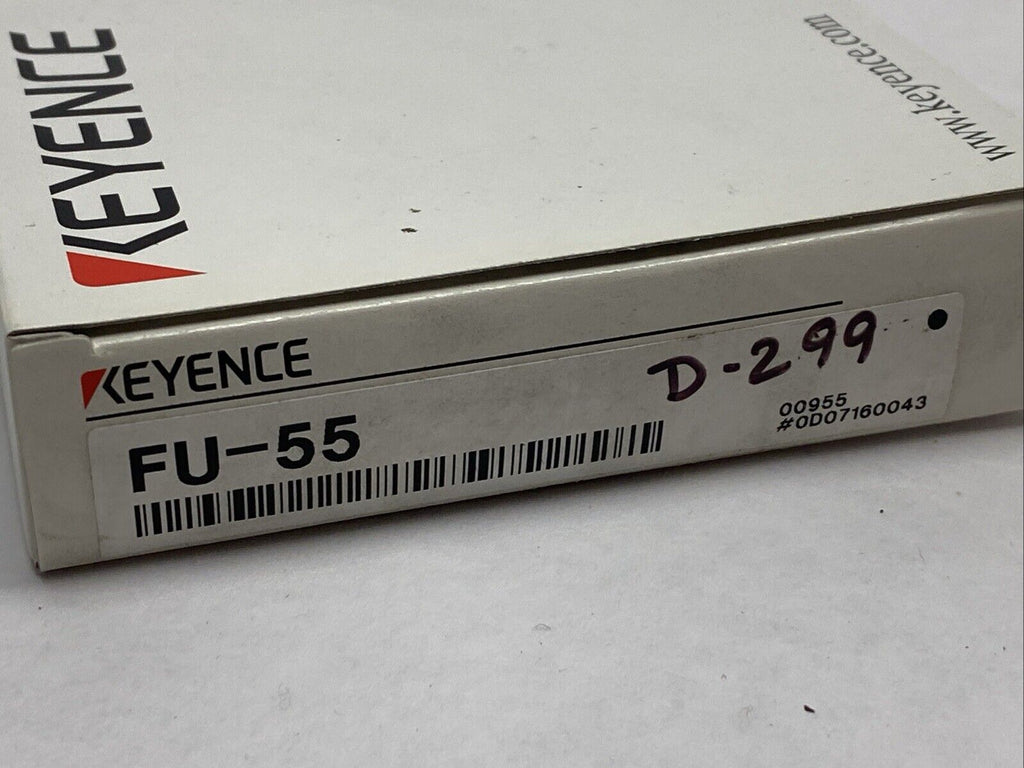 KEYENCE
www.keyence.com
KEYENCE
D-299
FU-55
00955
#0D07160043